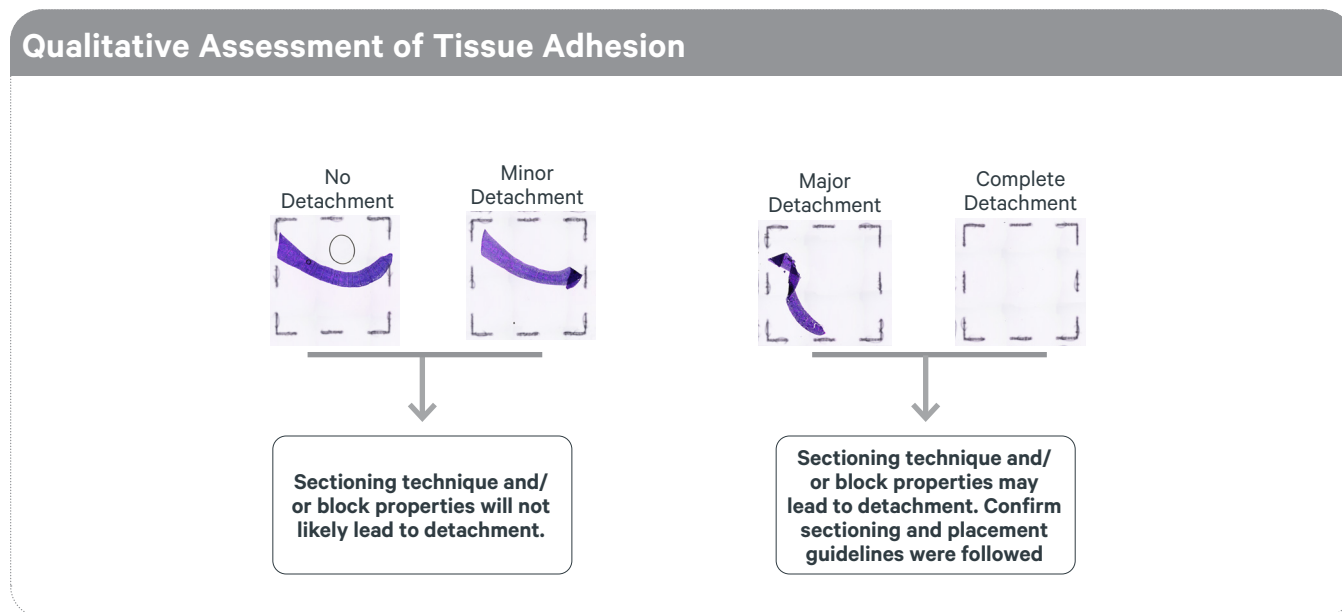 Qualitative Assessment of Tissue Adhesion
No
Detachment
Minor
Detachment
Major
Detachment
Complete
Detachment
Sectioning technique and/
or block properties will not
likely lead to detachment.
Sectioning technique and/
or block properties may
lead to detachment. Confirm
sectioning and placement
guidelines were followed